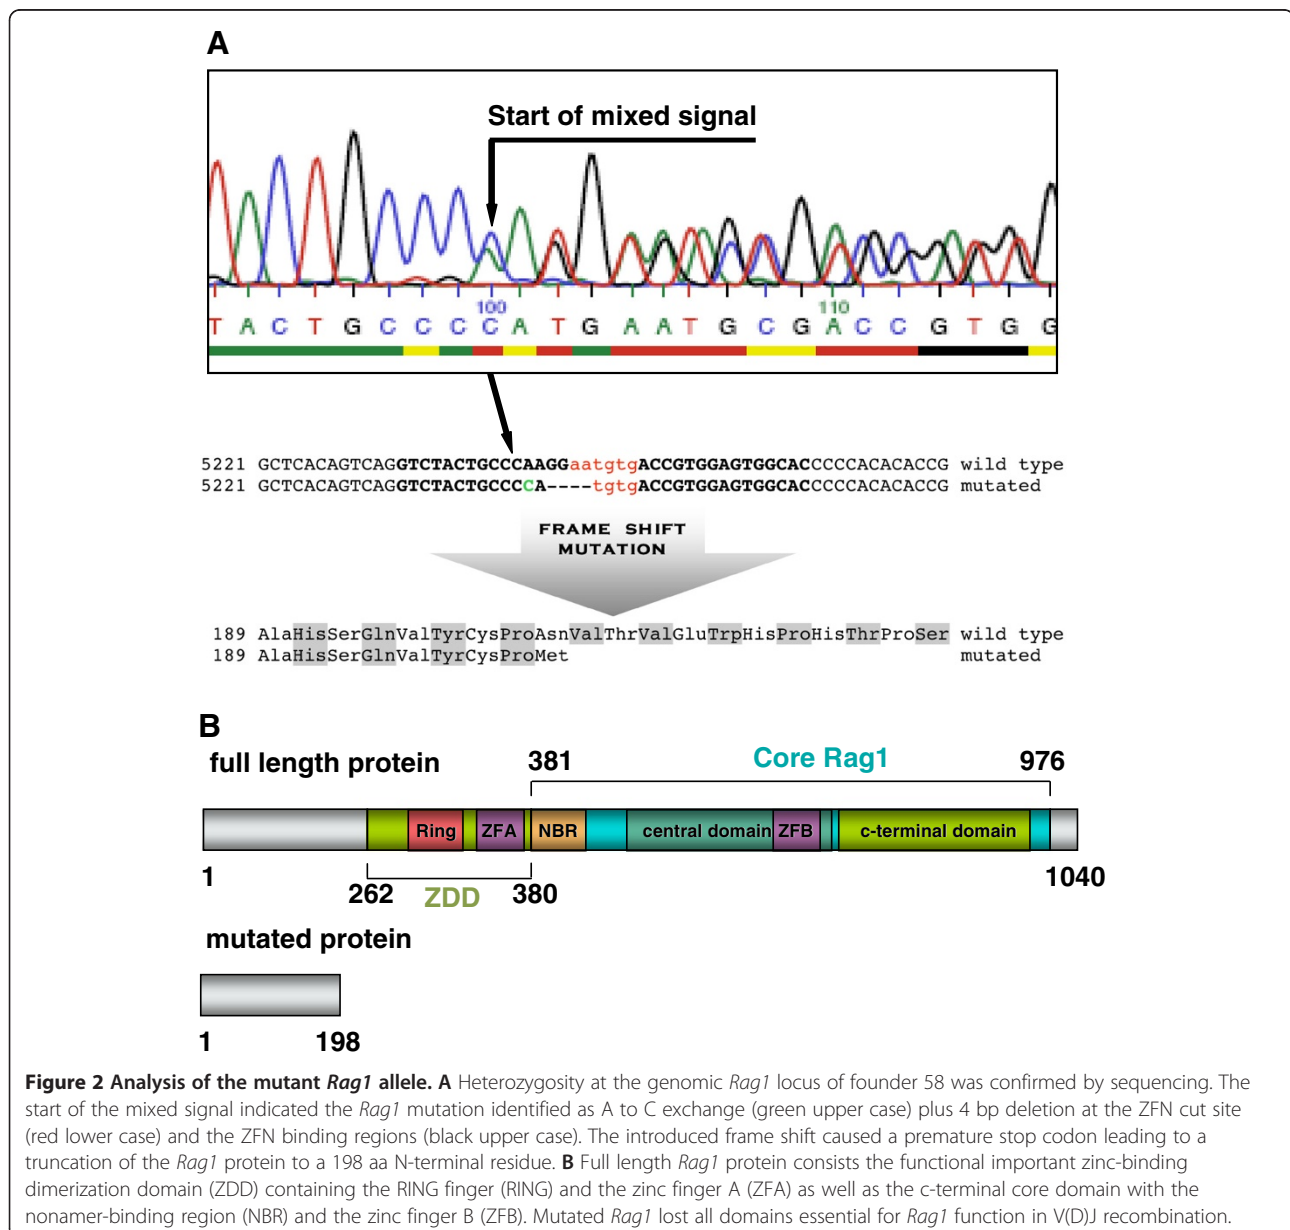 A
Start of mixed signal
100 110
T A C T G C C C C A T G A A T G C G A C C G T G G
5221 GCTCACAGTCAGGTCTACTGCCCAAGGaatgtgACCGTGGAGTGGCACCCCCACACACCG wild type
5221 GCTCACAGTCAGGTCTACTGCCCCA----tgtgACCGTGGAGTGGCACCCCCACACACCG mutated
FRAME SHIFT
MUTATION
189 AlaHisSerGlnValTyrCysProAsnValThrValGluTrpHisProHisThrProSer wild type
189 AlaHisSerGlnValTyrCysProMet mutated
B
full length protein 381 Core Rag1 976
Ring ZFA NBR central domain ZFB c-terminal domain
1 262 ZDD 380 1040
mutated protein
1 198
Figure 2 Analysis of the mutant Rag1 allele. A Heterozygosity at the genomic Rag1 locus of founder 58 was confirmed by sequencing. The
start of the mixed signal indicated the Rag1 mutation identified as A to C exchange (green upper case) plus 4 bp deletion at the ZFN cut site
(red lower case) and the ZFN binding regions (black upper case). The introduced frame shift caused a premature stop codon leading to a
truncation of the Rag1 protein to a 198 aa N-terminal residue. B Full length Rag1 protein consists the functional important zinc-binding
dimerization domain (ZDD) containing the RING finger (RING) and the zinc finger A (ZFA) as well as the c-terminal core domain with the
nonamer-binding region (NBR) and the zinc finger B (ZFB). Mutated Rag1 lost all domains essential for Rag1 function in V(D)J recombination.